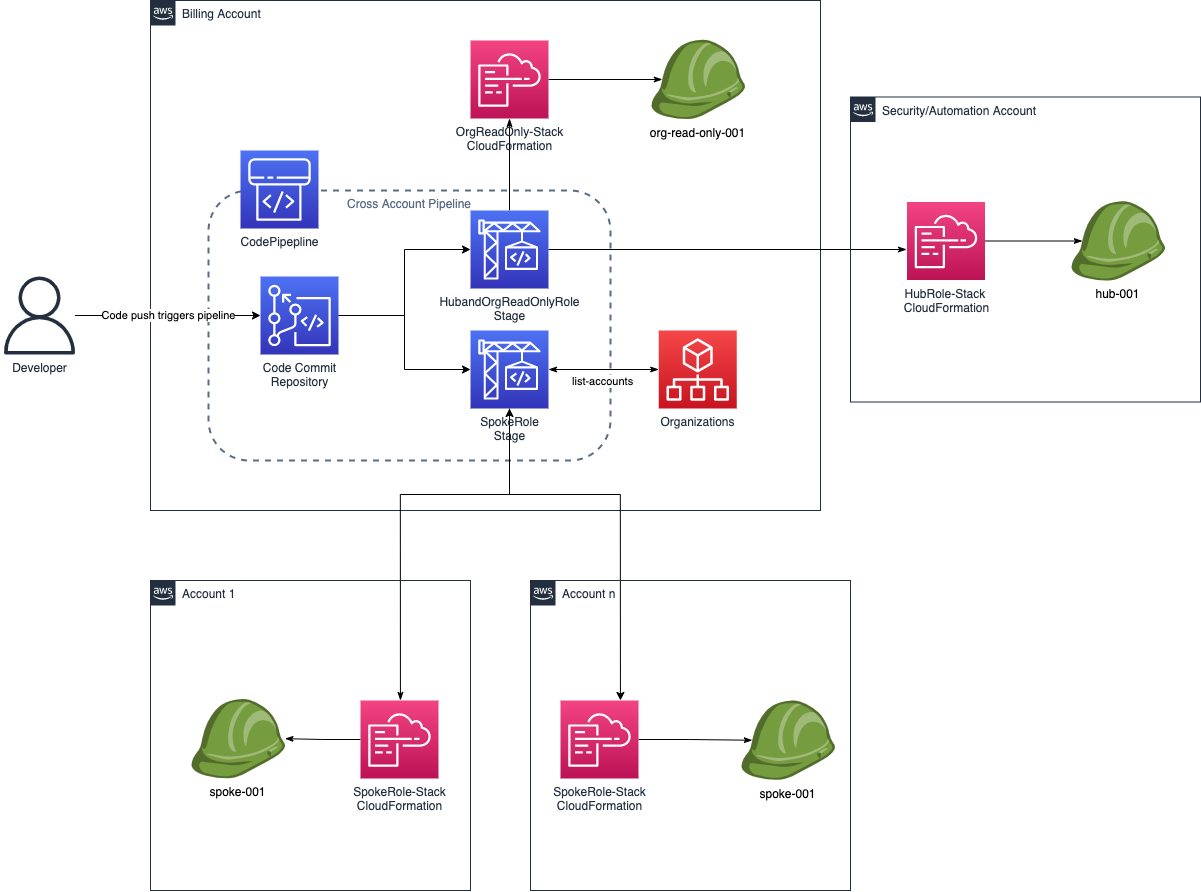 aws
Billing Account
OrgReadOnly-Stack
CloudFormation
org-read-only-001
aws
Security/Automation Account
Cross Account Pipeline
CodePipepline
HubandOrgReadOnlyRole
Stage
HubRole-Stack
CloudFormation
hub-001
Developer
Code push triggers pipeline
Code Commit
Repository
SpokeRole
Stage
list-accounts
Organizations
aws
Account 1
spoke-001
SpokeRole-Stack
CloudFormation
aws
Account n
SpokeRole-Stack
CloudFormation
spoke-001